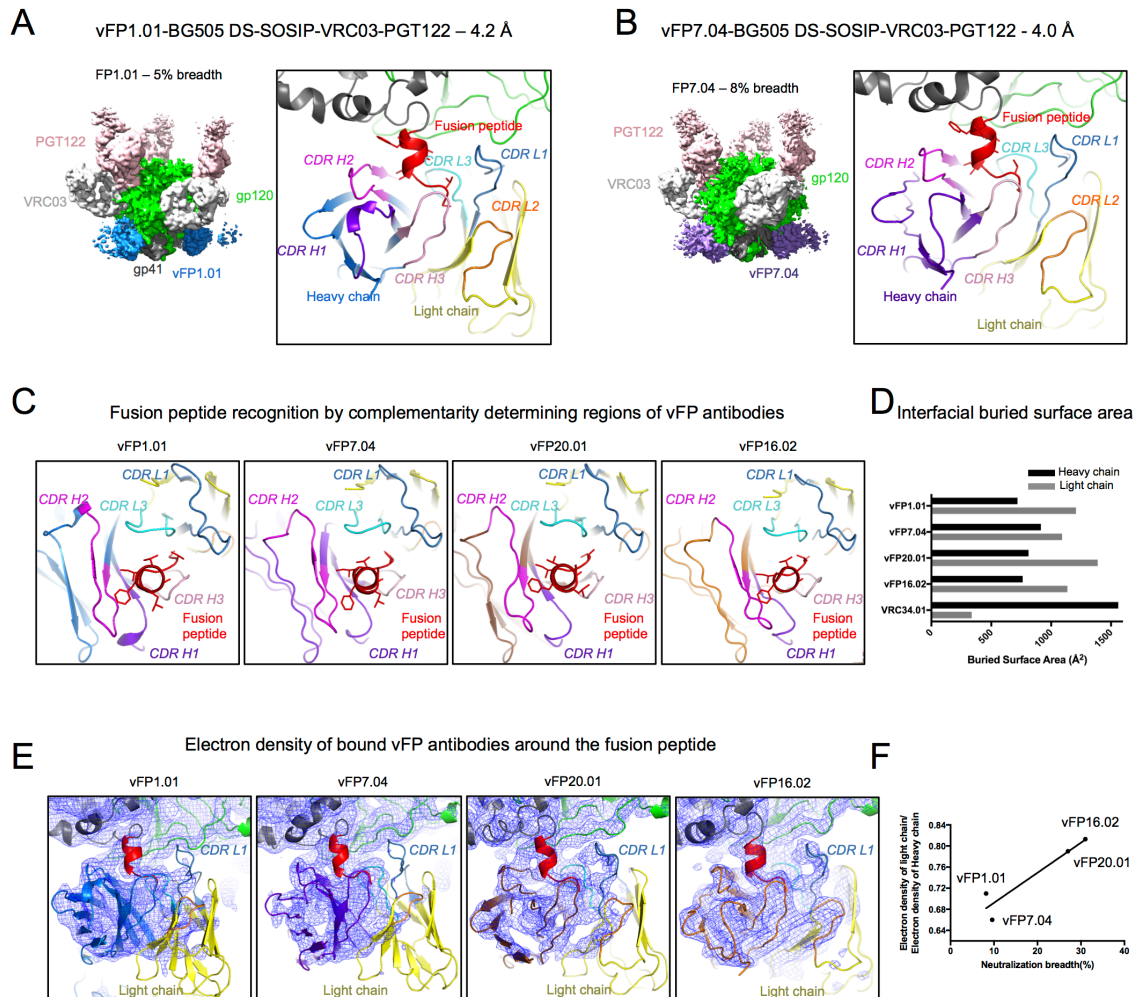 A
vFP1.01-BG505 DS-SOSIP-VRC03-PGT122 – 4.2 Å
FP1.01 – 5% breadth
PGT122
VRC03
gp120
gp41
vFP1.01
Fusion peptide
CDR H2
CDR L3
CDR L1
CDR L2
CDR H1
CDR H3
Heavy chain
Light chain
B
vFP7.04-BG505 DS-SOSIP-VRC03-PGT122 - 4.0 Å
FP7.04 – 8% breadth
PGT122
VRC03
gp120
vFP7.04
Fusion peptide
CDR H2
CDR L3
CDR L1
CDR L2
CDR H1
CDR H3
Heavy chain
Light chain
C
Fusion peptide recognition by complementarity determining regions of vFP antibodies
vFP1.01
CDR L1
CDR H2
CDR L3
CDR H3
Fusion
peptide
CDR H1
vFP7.04
CDR L1
CDR H2
CDR L3
CDR H3
Fusion
peptide
CDR H1
vFP20.01
CDR L1
CDR H2
CDR L3
CDR H3
Fusion
peptide
CDR H1
vFP16.02
CDR L1
CDR H2
CDR L3
CDR H3
Fusion
peptide
CDR H1
D
Interfacial buried surface area
Heavy chain
Light chain
vFP1.01
vFP7.04
vFP20.01
vFP16.02
VRC34.01
0
500
1000
1500
Buried Surface Area (Å²)
E
Electron density of bound vFP antibodies around the fusion peptide
vFP1.01
CDR L1
Light chain
vFP7.04
CDR L1
Light chain
vFP20.01
CDR L1
Light chain
vFP16.02
CDR L1
Light chain
F
Electron density of light chain/
Electron density of Heavy chain
0.84
0.80
0.76
0.72
0.68
0.64
vFP16.02
vFP20.01
vFP1.01
vFP7.04
0
10
20
30
40
Neutralization breadth(%)